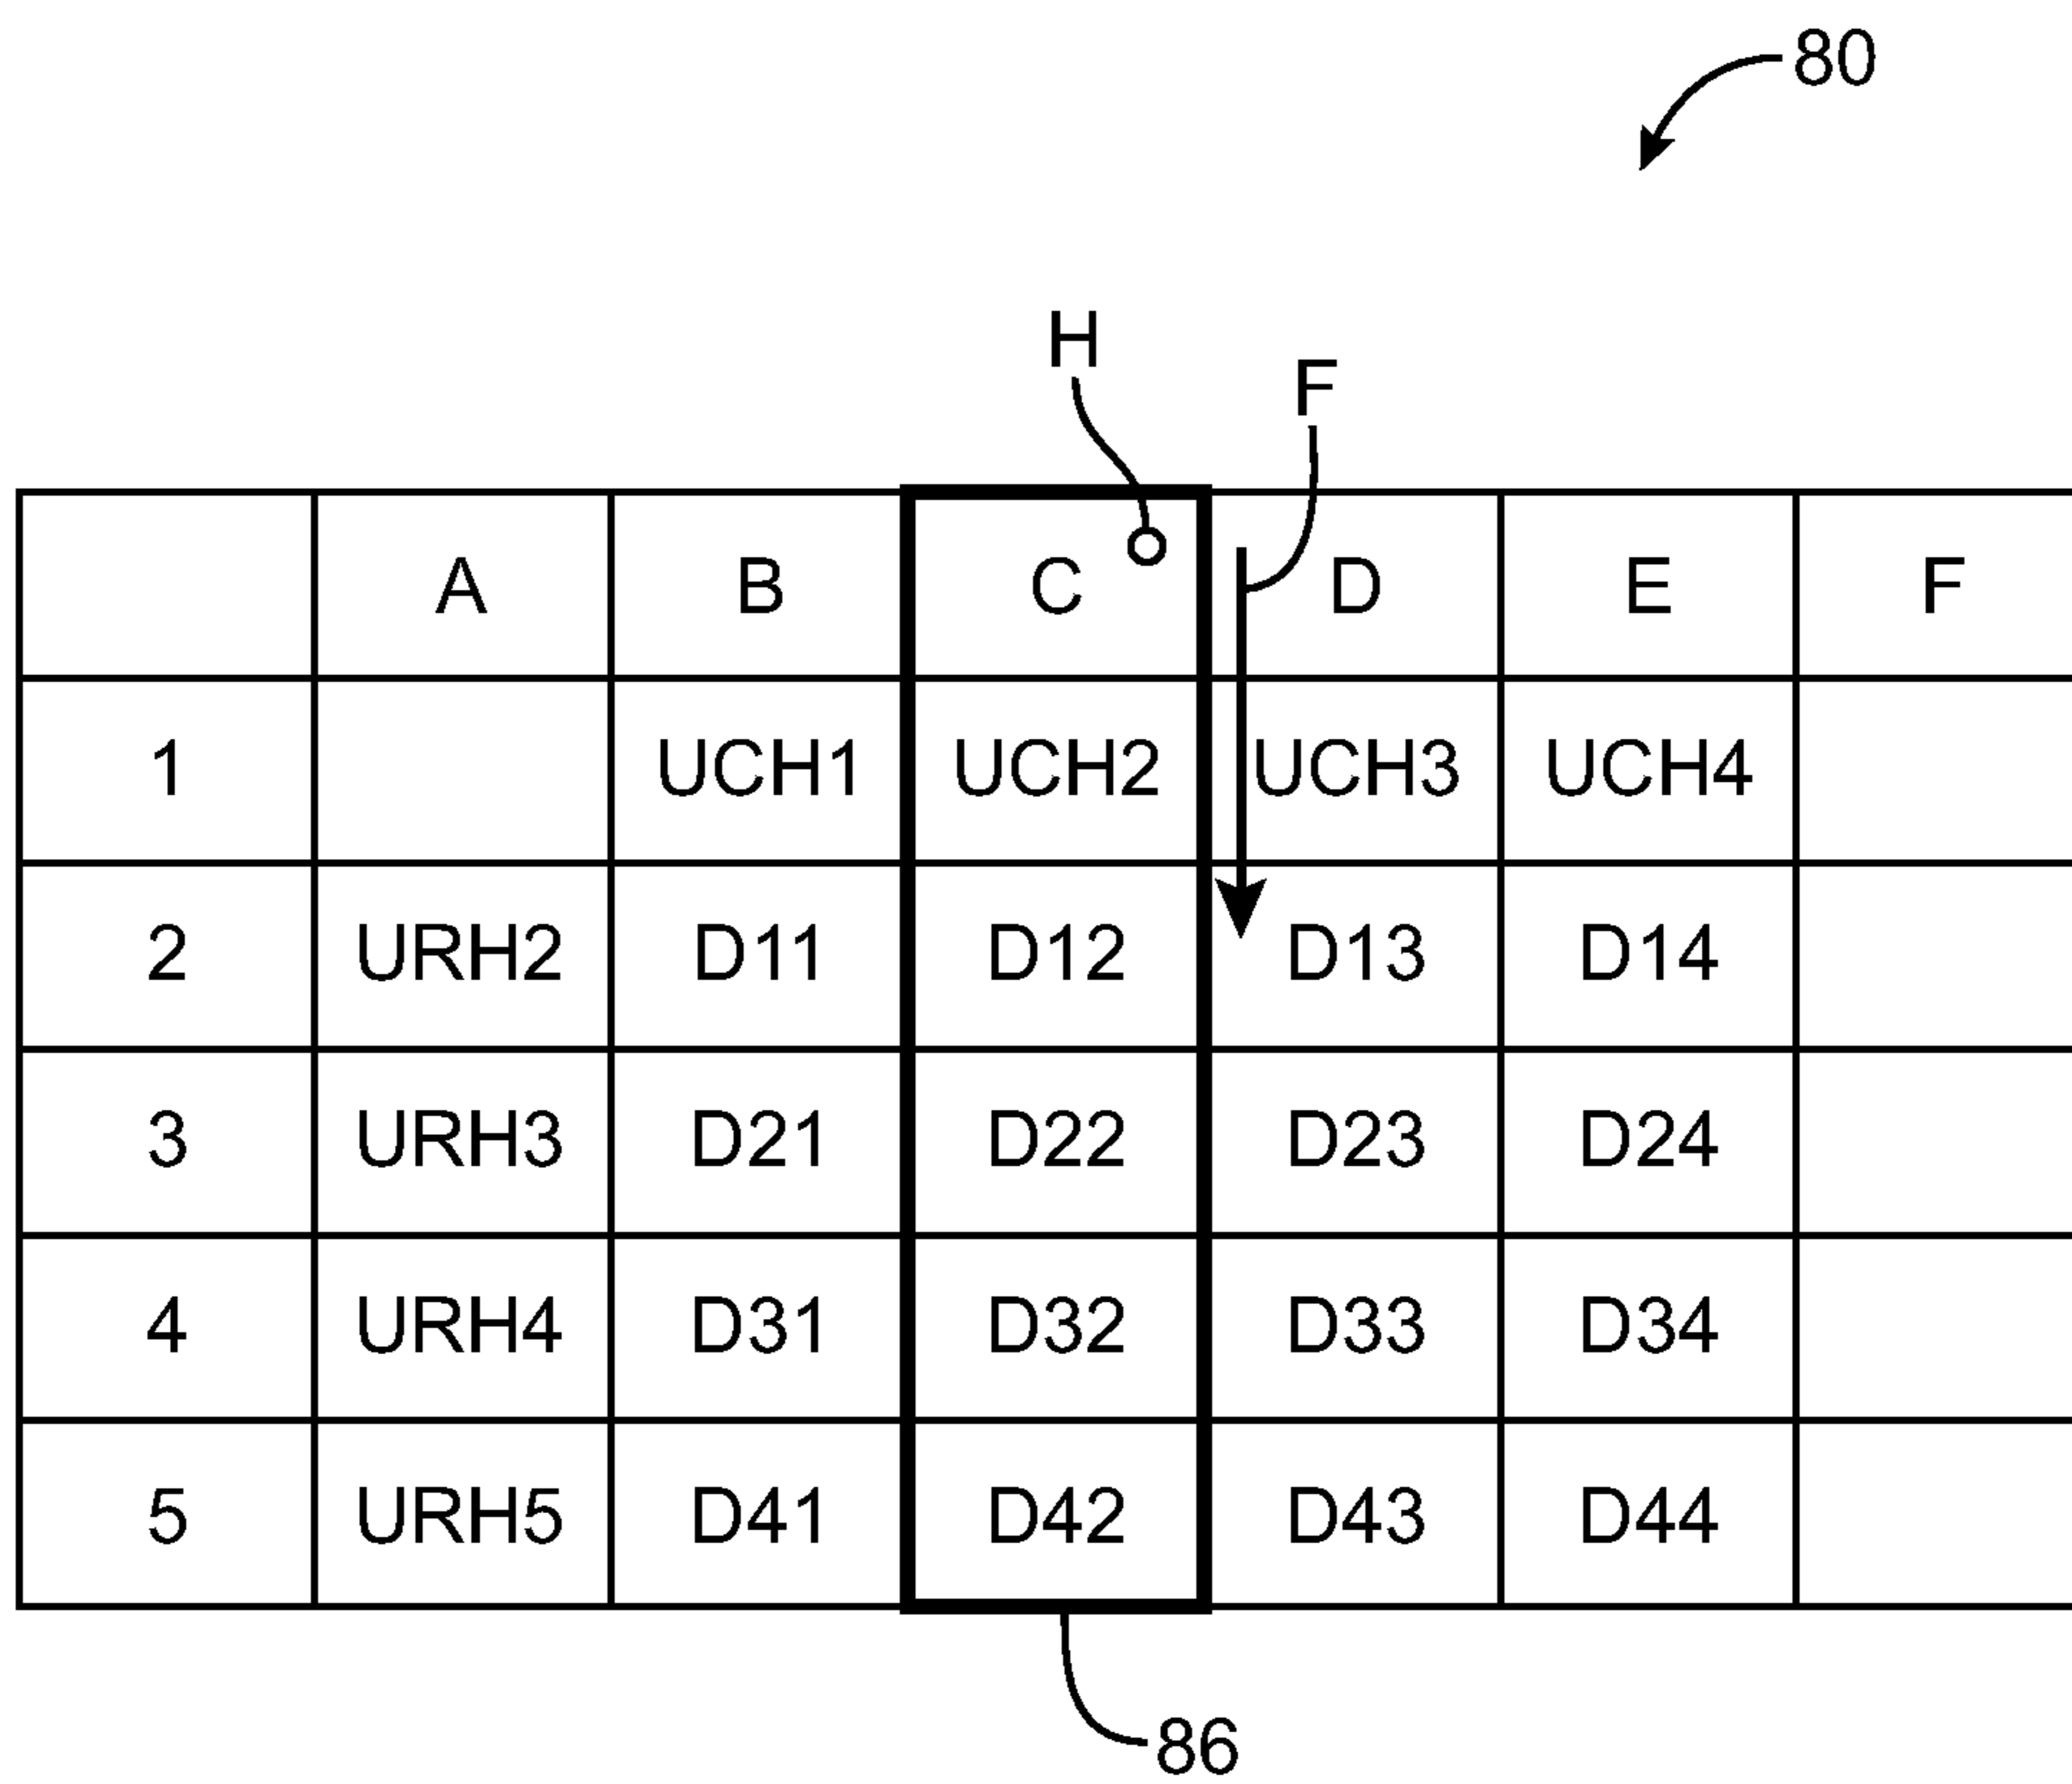 80
H
F
A B C D E F
1 UCH1 UCH2 UCH3 UCH4
2 URH2 D11 D12 D13 D14
3 URH3 D21 D22 D23 D24
4 URH4 D31 D32 D33 D34
5 URH5 D41 D42 D43 D44
86